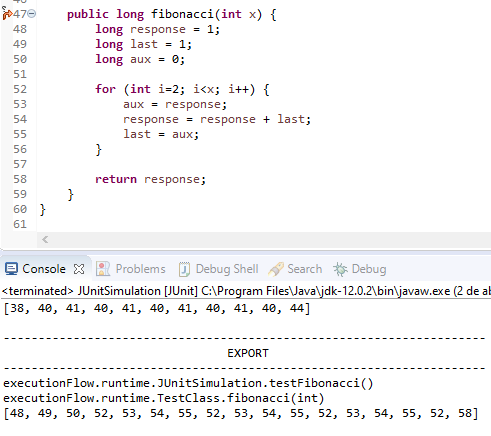 46
47 public long fibonacci(int x) {
48 long response = 1;
49 long last = 1;
50 long aux = 0;
51
52 for (int i=2; i<x; i++) {
53 aux = response;
54 response = response + last;
55 last = aux;
56 }
57
58 return response;
59 }
60 }
61
Console Problems Debug Shell Search Debug
<terminated> JUnitSimulation [JUnit] C:\Program Files\Java\jdk-12.0.2\bin\javaw.exe (2 de ab
[38, 40, 41, 40, 41, 40, 41, 40, 41, 40, 44]
---------------------------------------------------------------------
EXPORT
---------------------------------------------------------------------
executionFlow.runtime.JUnitSimulation.testFibonacci()
executionFlow.runtime.TestClass.fibonacci(int)
[48, 49, 50, 52, 53, 54, 55, 52, 53, 54, 55, 52, 53, 54, 55, 52, 58]